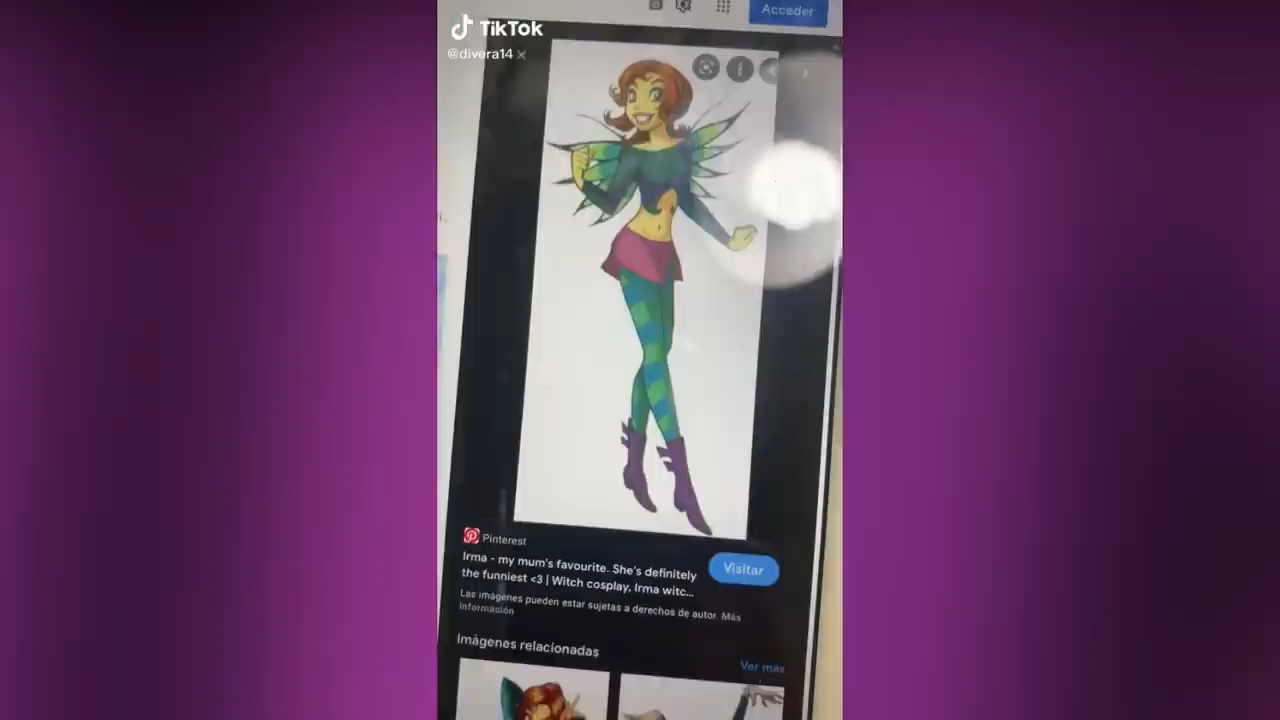 Acceder
TikTok
@divera14
Pinterest
Irma - my mum's favourite. She's definitely
the funniest <3 | Witch cosplay, Irma witc...
Visitar
Las imágenes pueden estar sujetas a derechos de autor. Más
información
Imágenes relacionadas
Ver más